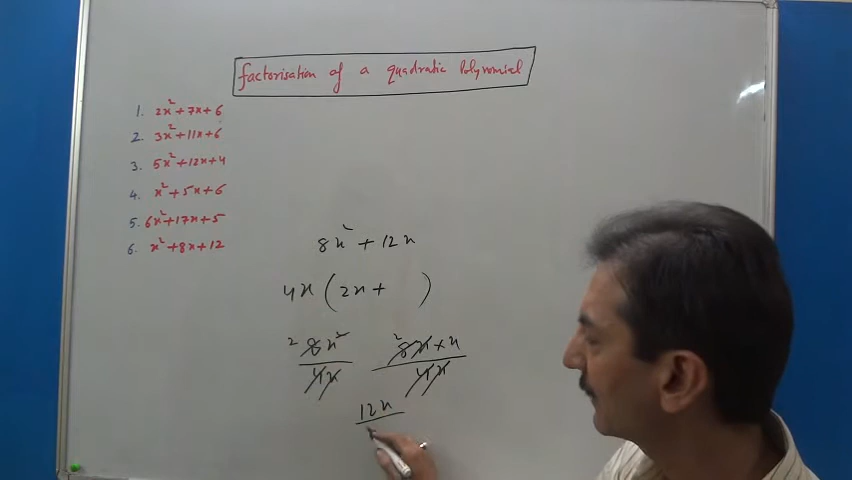 factorisation of a quadratic Polynomial
1. 2x² + 7x + 6
2. 3x² + 11x + 6
3. 5x² + 12x + 4
4. x² + 5x + 6
5. 6x² + 17x + 5
6. x² + 8x + 12
8x² + 12x
4x ( 2x + )
2 8x² / 4x 2 8x × x / 4x
12x